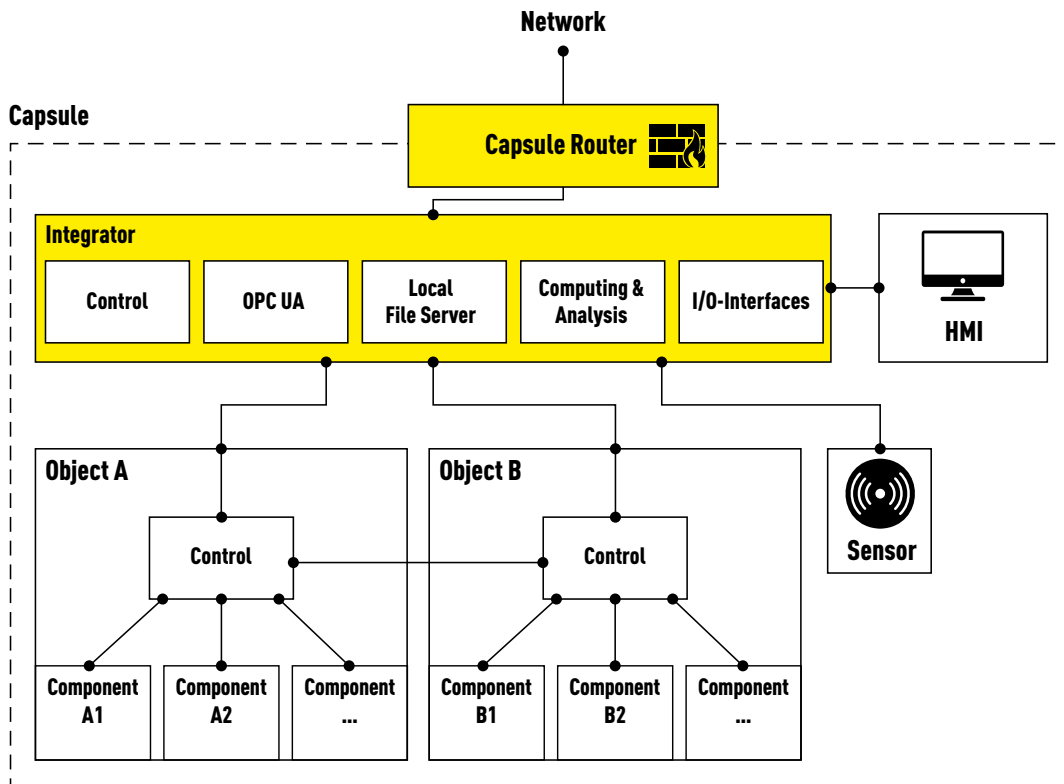 Network
Capsule
Capsule Router
Integrator
Control
OPC UA
Local
File Server
Computing &
Analysis
I/O-Interfaces
HMI
Object A
Object B
Control
Control
Sensor
Component
A1
Component
A2
Component
...
Component
B1
Component
B2
Component
...